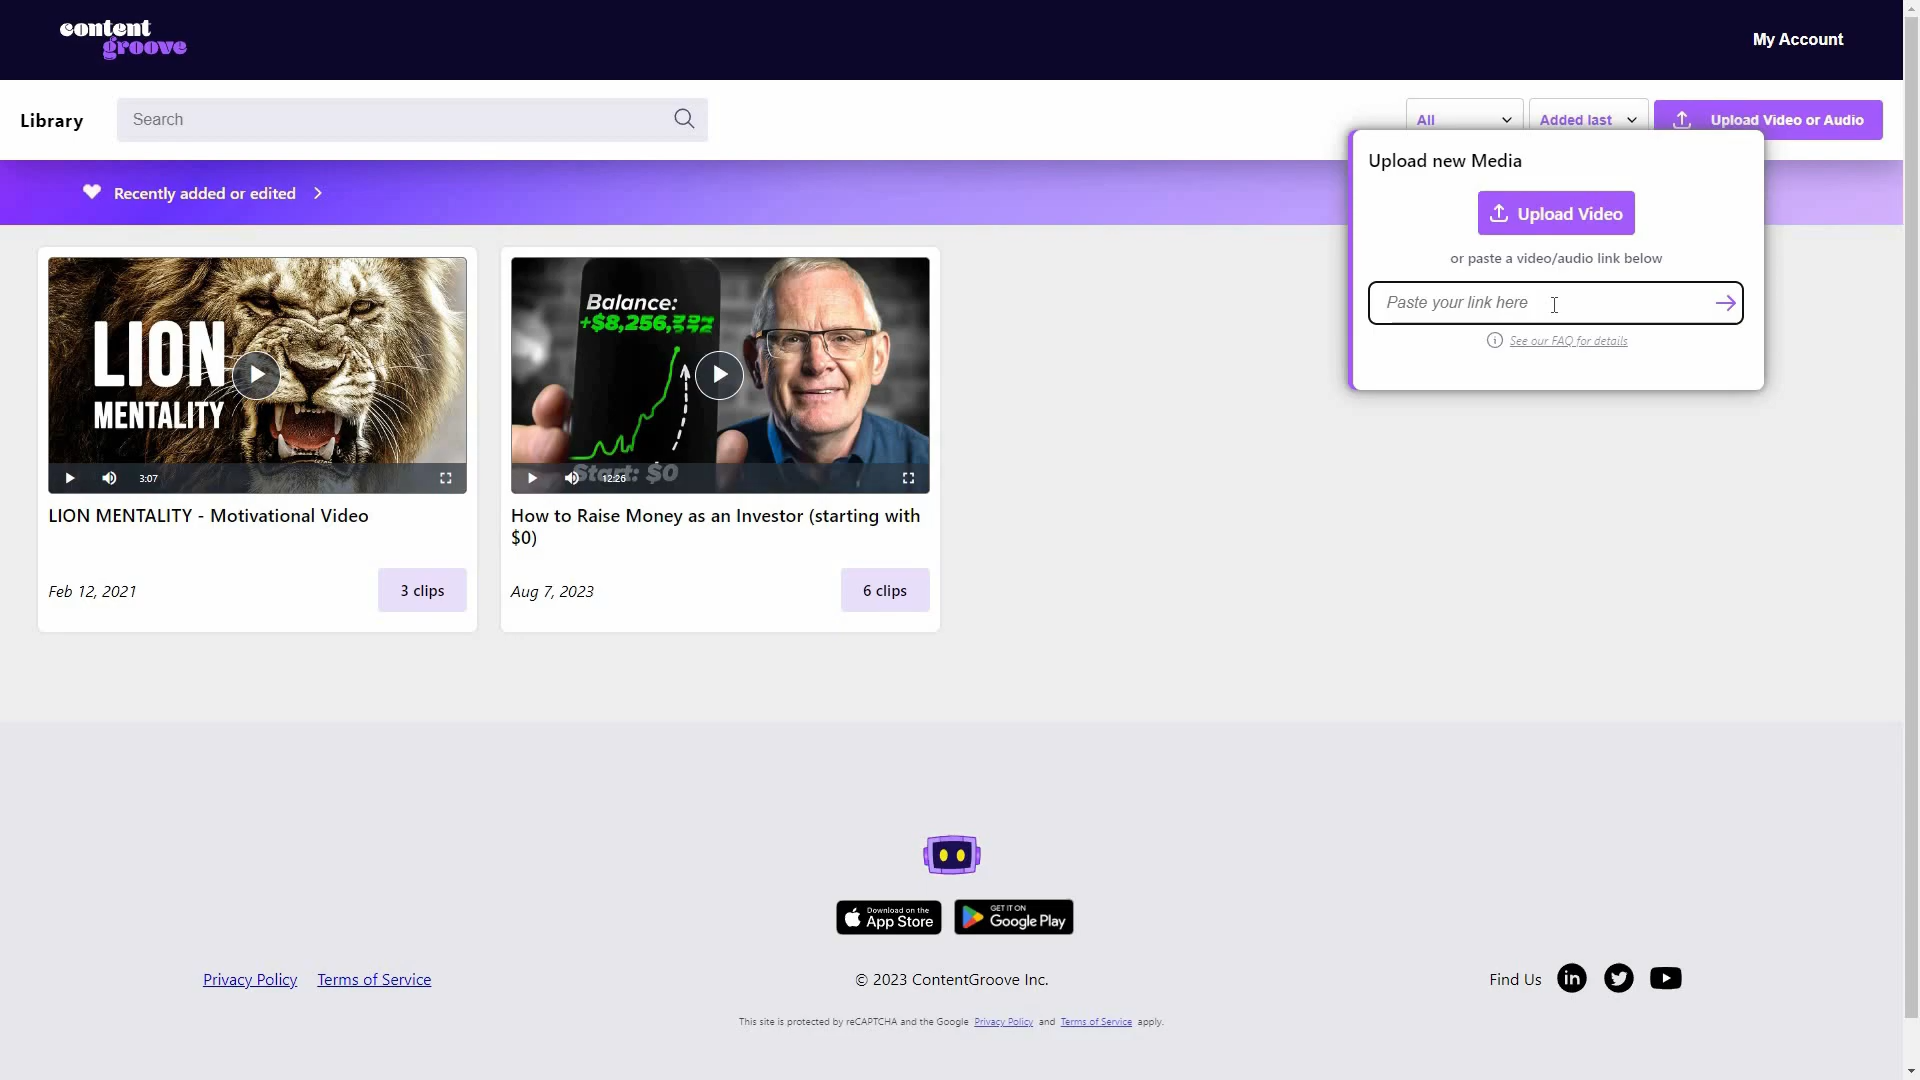 content
groove
My Account
Library
Search
All
Added last
Upload Video or Audio
Upload new Media
Upload Video
or paste a video/audio link below
Paste your link here
See our FAQ for details
Recently added or edited
LION
MENTALITY
3:07
Balance:
Start: $0
12:26
LION MENTALITY - Motivational Video
Feb 12, 2021
3 clips
How to Raise Money as an Investor (starting with
$0)
Aug 7, 2023
6 clips
Download on the
App Store
GET IT ON
Google Play
Privacy Policy
Terms of Service
© 2023 ContentGroove Inc.
Find Us
in
This site is protected by reCAPTCHA and the Google Privacy Policy and Terms of Service apply.